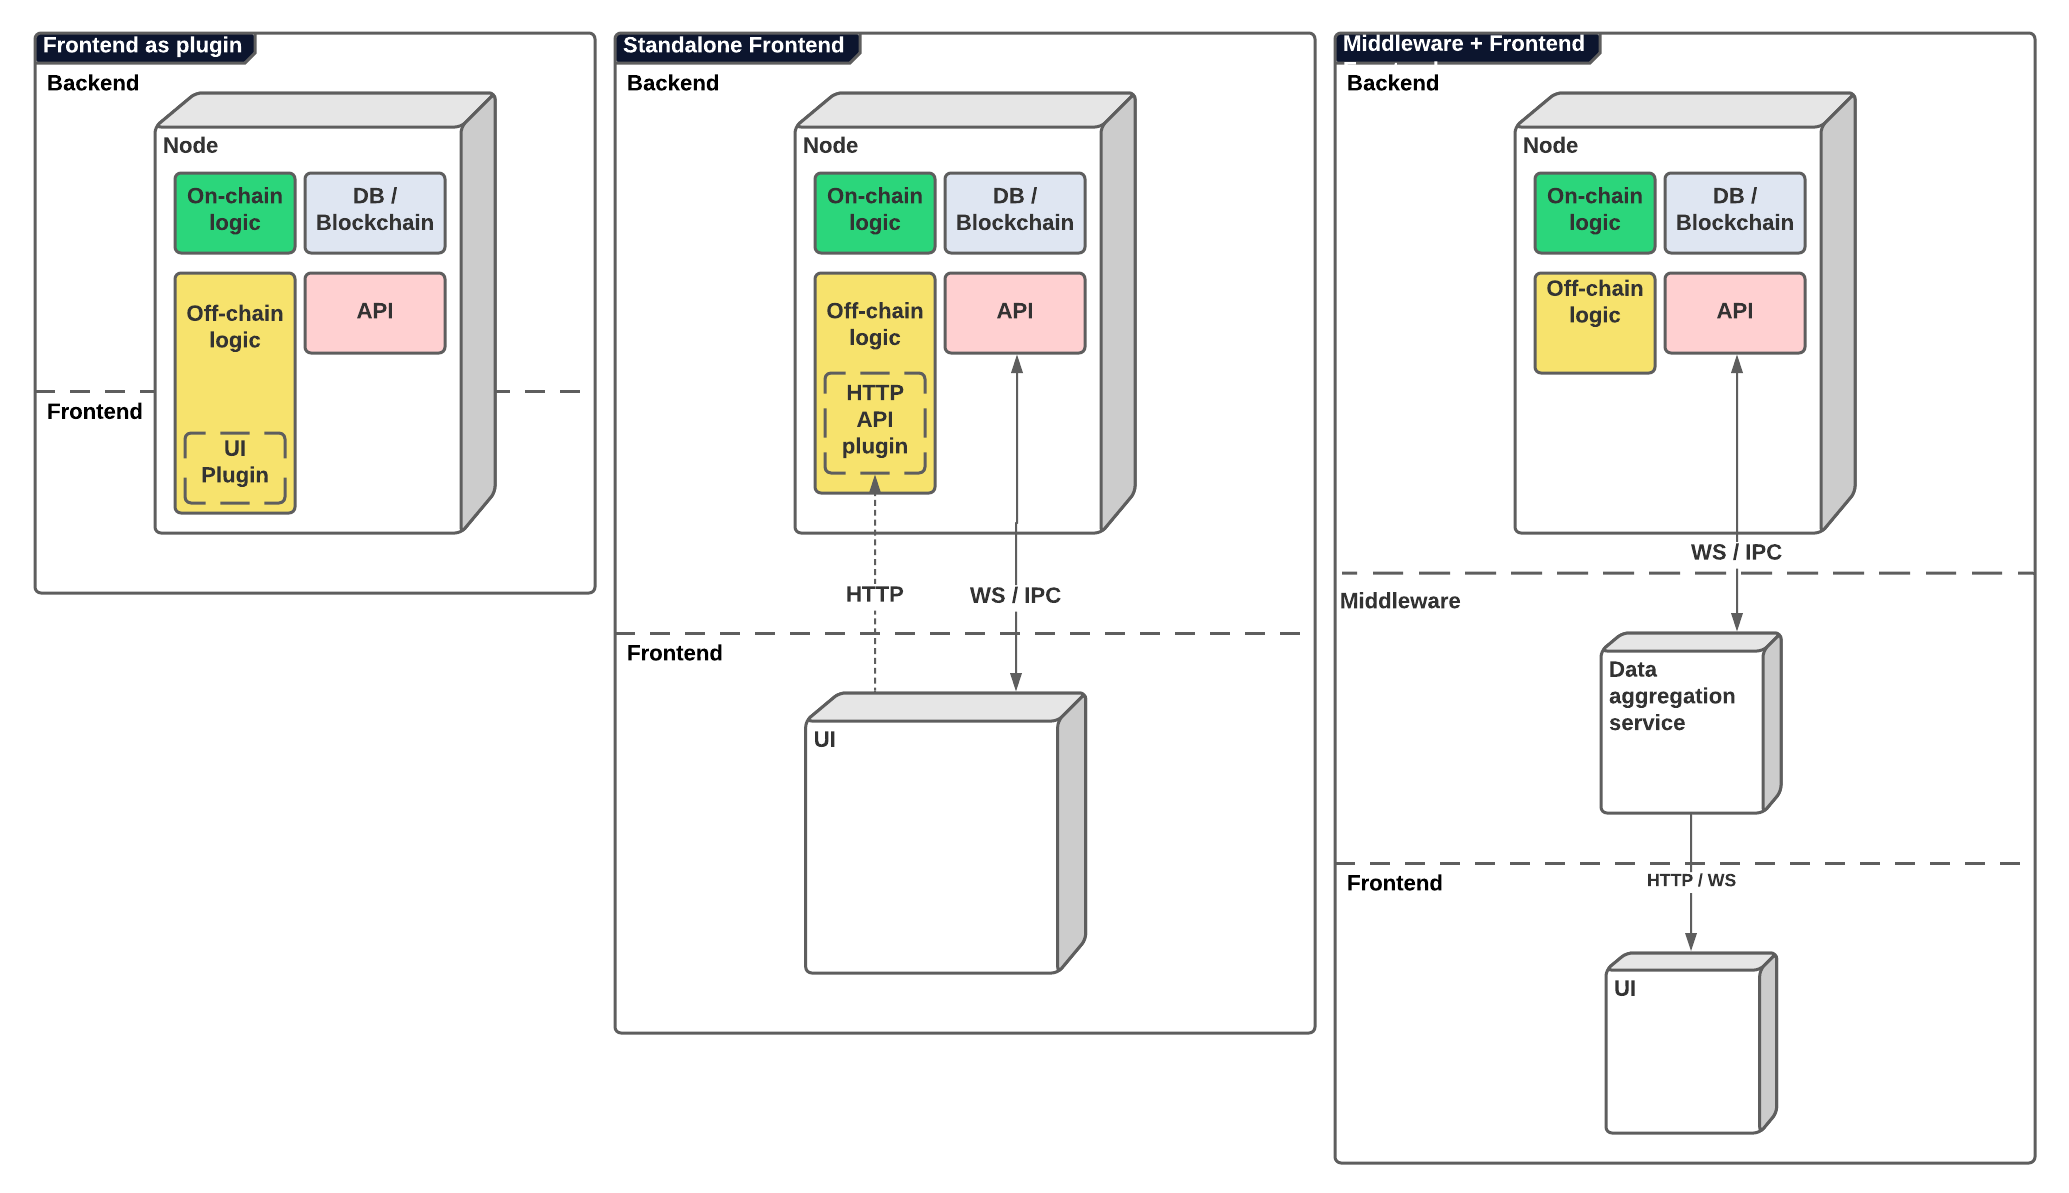 Frontend as plugin
Backend
Node
On-chain
logic
DB /
Blockchain
Off-chain
logic
API
Frontend
UI
Plugin
Standalone Frontend
Backend
Node
On-chain
logic
DB /
Blockchain
Off-chain
logic
API
HTTP
API
plugin
HTTP
WS / IPC
Frontend
UI
Middleware + Frontend
Backend
Node
On-chain
logic
DB /
Blockchain
Off-chain
logic
API
WS / IPC
Middleware
Data
aggregation
service
Frontend
HTTP / WS
UI